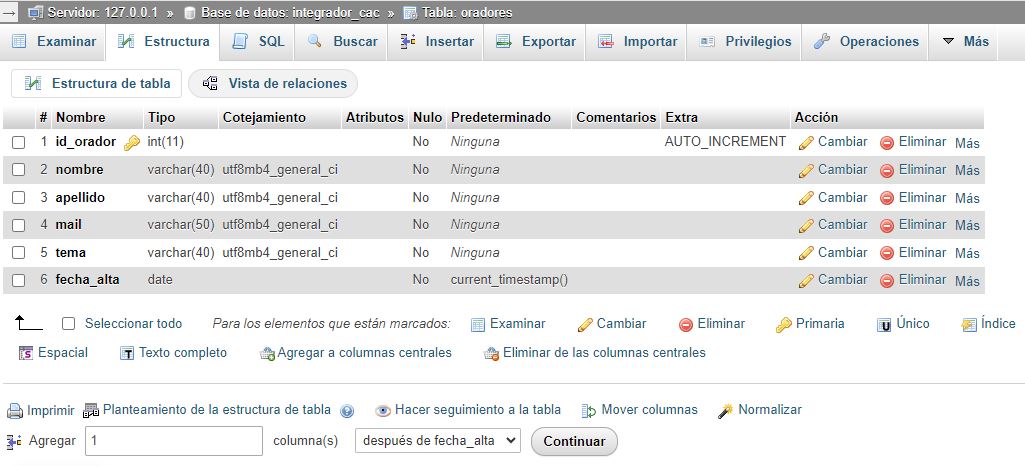 Servidor: 127.0.0.1 » Base de datos: integrador_cac » Tabla: oradores
Examinar Estructura SQL Buscar Insertar Exportar Importar Privilegios Operaciones Más
Estructura de tabla Vista de relaciones
# Nombre Tipo Cotejamiento Atributos Nulo Predeterminado Comentarios Extra Acción
1 id_orador int(11) No Ninguna AUTO_INCREMENT Cambiar Eliminar Más
2 nombre varchar(40) utf8mb4_general_ci No Ninguna Cambiar Eliminar Más
3 apellido varchar(40) utf8mb4_general_ci No Ninguna Cambiar Eliminar Más
4 mail varchar(50) utf8mb4_general_ci No Ninguna Cambiar Eliminar Más
5 tema varchar(40) utf8mb4_general_ci No Ninguna Cambiar Eliminar Más
6 fecha_alta date No current_timestamp() Cambiar Eliminar Más
Seleccionar todo Para los elementos que están marcados: Examinar Cambiar Eliminar Primaria Único Índice
Espacial Texto completo Agregar a columnas centrales Eliminar de las columnas centrales
Imprimir Planteamiento de la estructura de tabla Hacer seguimiento a la tabla Mover columnas Normalizar
Agregar 1 columna(s) después de fecha_alta Continuar